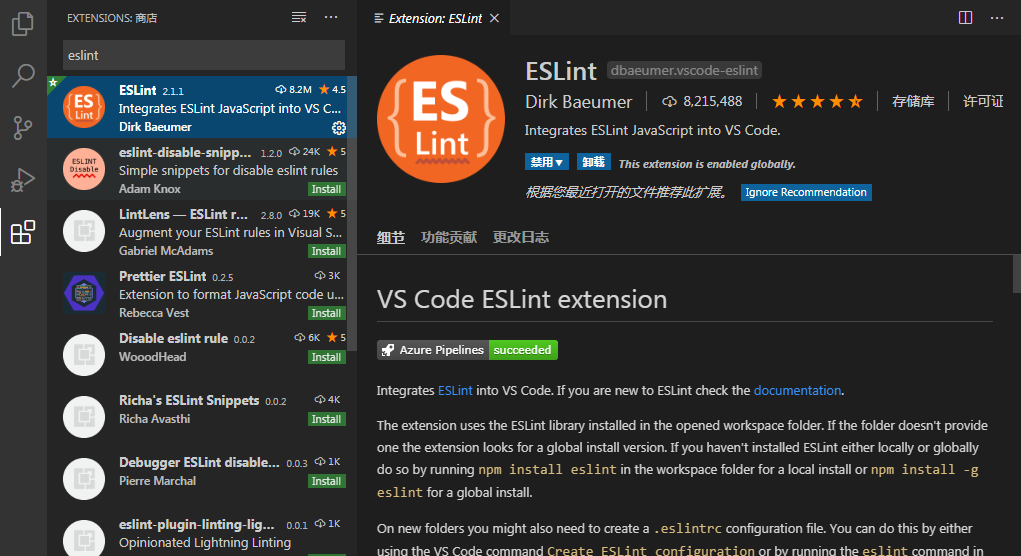 EXTENSIONS: 商店
eslint
ESLint 2.1.1 8.2M 4.5
Integrates ESLint JavaScript into VS C...
Dirk Baeumer
eslint-disable-snipp... 1.2.0 24K 5
Simple snippets for disable eslint rules
Adam Knox Install
LintLens — ESLint r... 2.8.0 19K 5
Augment your ESLint rules in Visual S...
Gabriel McAdams Install
Prettier ESLint 0.2.5 3K
Extension to format JavaScript code u...
Rebecca Vest Install
Disable eslint rule 0.0.2 6K 5
WooodHead Install
Richa's ESLint Snippets 0.0.2 4K
Richa Avasthi Install
Debugger ESLint disable... 0.0.3 1K
Pierre Marchal Install
eslint-plugin-linting-lig... 0.0.1 1K
Opinionated Lightning Linting
Extension: ESLint
ES
Lint
ESLint dbaeumer.vscode-eslint
Dirk Baeumer 8,215,488 存储库 许可证
Integrates ESLint JavaScript into VS Code.
禁用 卸载 This extension is enabled globally.
根据您最近打开的文件推荐此扩展。 Ignore Recommendation
细节 功能贡献 更改日志
VS Code ESLint extension
Azure Pipelines succeeded
Integrates ESLint into VS Code. If you are new to ESLint check the documentation.
The extension uses the ESLint library installed in the opened workspace folder. If the folder doesn't provide
one the extension looks for a global install version. If you haven't installed ESLint either locally or globally
do so by running npm install eslint in the workspace folder for a local install or npm install -g
eslint for a global install.
On new folders you might also need to create a .eslintrc configuration file. You can do this by either
using the VS Code command Create ESLint configuration or by running the eslint command in
ES
Lint
ESLINT
Disable